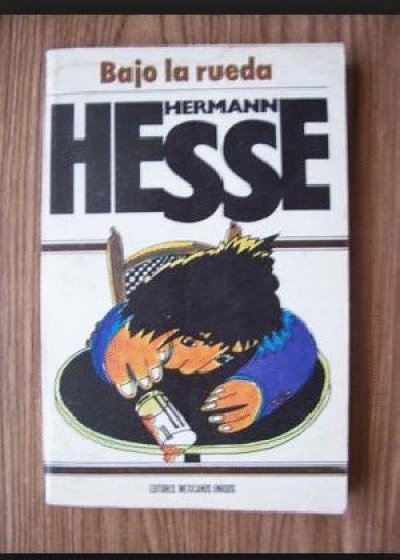 Bajo la rueda
HERMANN
HESSE
EDITORES MEXICANOS UNIDOS